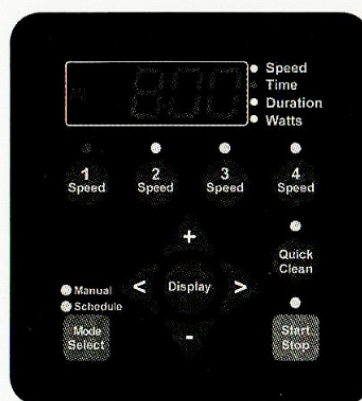 800
Speed
Time
Duration
Watts
1
Speed
2
Speed
3
Speed
4
Speed
+
Quick
Clean
Manual
Schedule
< Display >
Mode
Select
-
Start
Stop